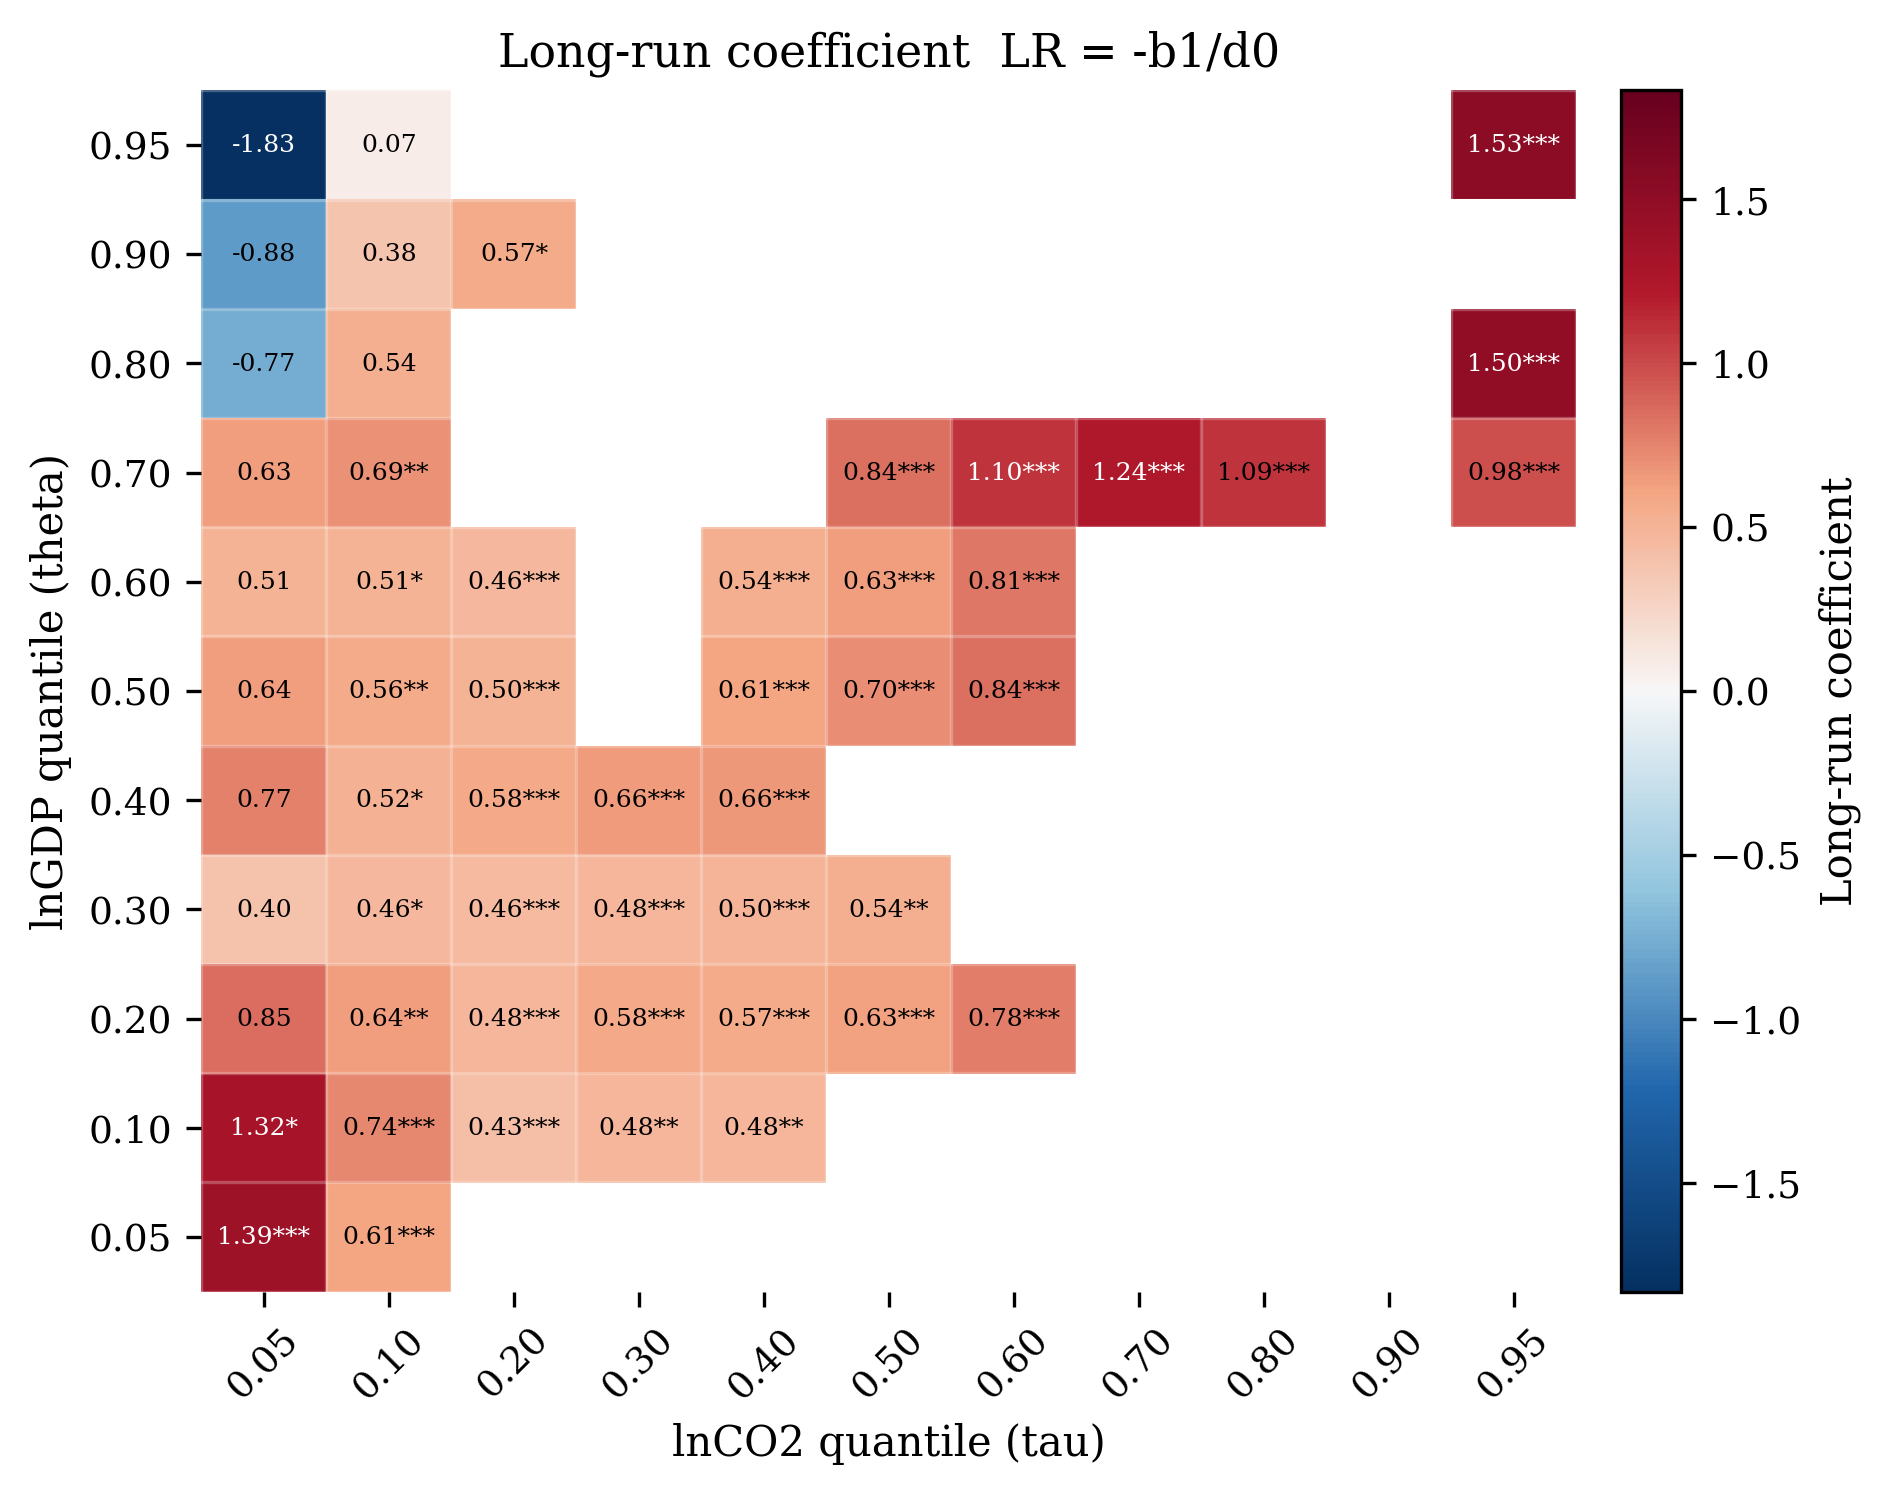 Long-run coefficient  LR = -b1/d0
0.95 -1.83 0.07 1.53***
0.90 -0.88 0.38 0.57*
0.80 -0.77 0.54 1.50***
0.70 0.63 0.69** 0.84*** 1.10*** 1.24*** 1.09*** 0.98***
0.60 0.51 0.51* 0.46*** 0.54*** 0.63*** 0.81***
0.50 0.64 0.56** 0.50*** 0.61*** 0.70*** 0.84***
0.40 0.77 0.52* 0.58*** 0.66*** 0.66***
0.30 0.40 0.46* 0.46*** 0.48*** 0.50*** 0.54**
0.20 0.85 0.64** 0.48*** 0.58*** 0.57*** 0.63*** 0.78***
0.10 1.32* 0.74*** 0.43*** 0.48** 0.48**
0.05 1.39*** 0.61***
0.05 0.10 0.20 0.30 0.40 0.50 0.60 0.70 0.80 0.90 0.95
lnCO2 quantile (tau)
lnGDP quantile (theta)
1.5
1.0
0.5
0.0
−0.5
−1.0
−1.5
Long-run coefficient